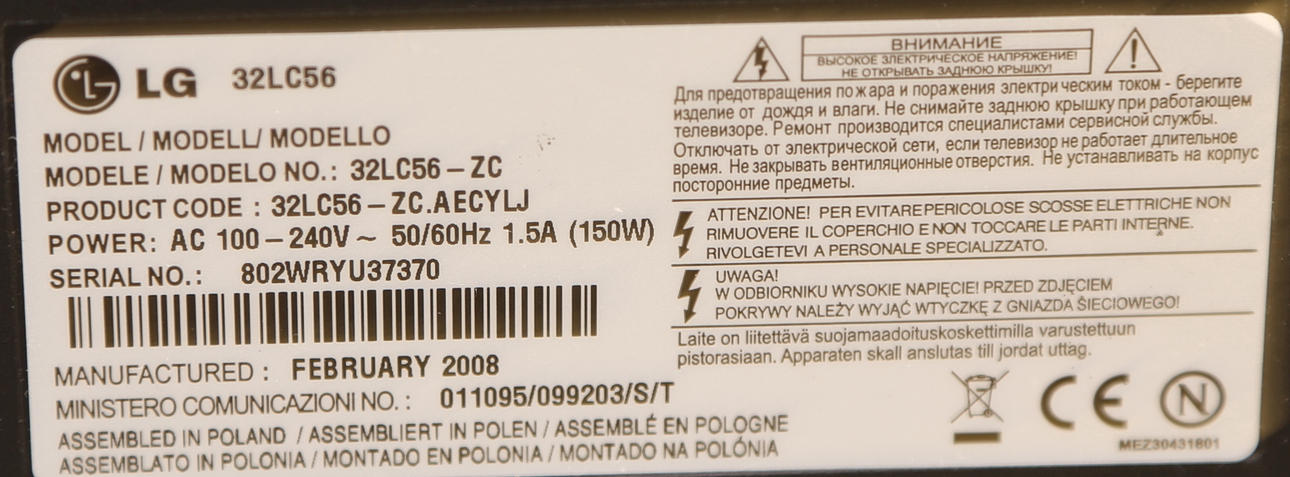 LG 32LC56
MODEL / MODELL/ MODELLO
MODELE / MODELO NO.: 32LC56-ZC
PRODUCT CODE : 32LC56-ZC.AECYLJ
POWER: AC 100-240V~ 50/60Hz 1.5A (150W)
SERIAL NO.: 802WRYU37370
MANUFACTURED : FEBRUARY 2008
MINISTERO COMUNICAZIONI NO.: 011095/099203/S/T
ASSEMBLED IN POLAND / ASSEMBLIERT IN POLEN / ASSEMBLÉ EN POLOGNE
ASSEMBLATO IN POLONIA / MONTADO EN POLONIA / MONTADO NA POLÓNIA
ВНИМАНИЕ
ВЫСОКОЕ ЭЛЕКТРИЧЕСКОЕ НАПРЯЖЕНИЕ!
НЕ ОТКРЫВАТЬ ЗАДНЮЮ КРЫШКУ!
Для предотвращения пожара и поражения электрическим током - берегите
изделие от дождя и влаги. Не снимайте заднюю крышку при работающем
телевизоре. Ремонт производится специалистами сервисной службы.
Отключать от электрической сети, если телевизор не работает длительное
время. Не закрывать вентиляционные отверстия. Не устанавливать на корпус
посторонние предметы.
ATTENZIONE! PER EVITARE PERICOLOSE SCOSSE ELETTRICHE NON
RIMUOVERE IL COPERCHIO E NON TOCCARE LE PARTI INTERNE.
RIVOLGETEVI A PERSONALE SPECIALIZZATO.
UWAGA!
W ODBIORNIKU WYSOKIE NAPIĘCIE! PRZED ZDJĘCIEM
POKRYWY NALEŻY WYJĄĆ WTYCZKĘ Z GNIAZDA ŚIECIOWEGO!
Laite on liitettävä suojamaadoituskoskettimilla varustettuun
pistorasiaan. Apparaten skall anslutas till jordat uttag.
CE N
MEZ30431801